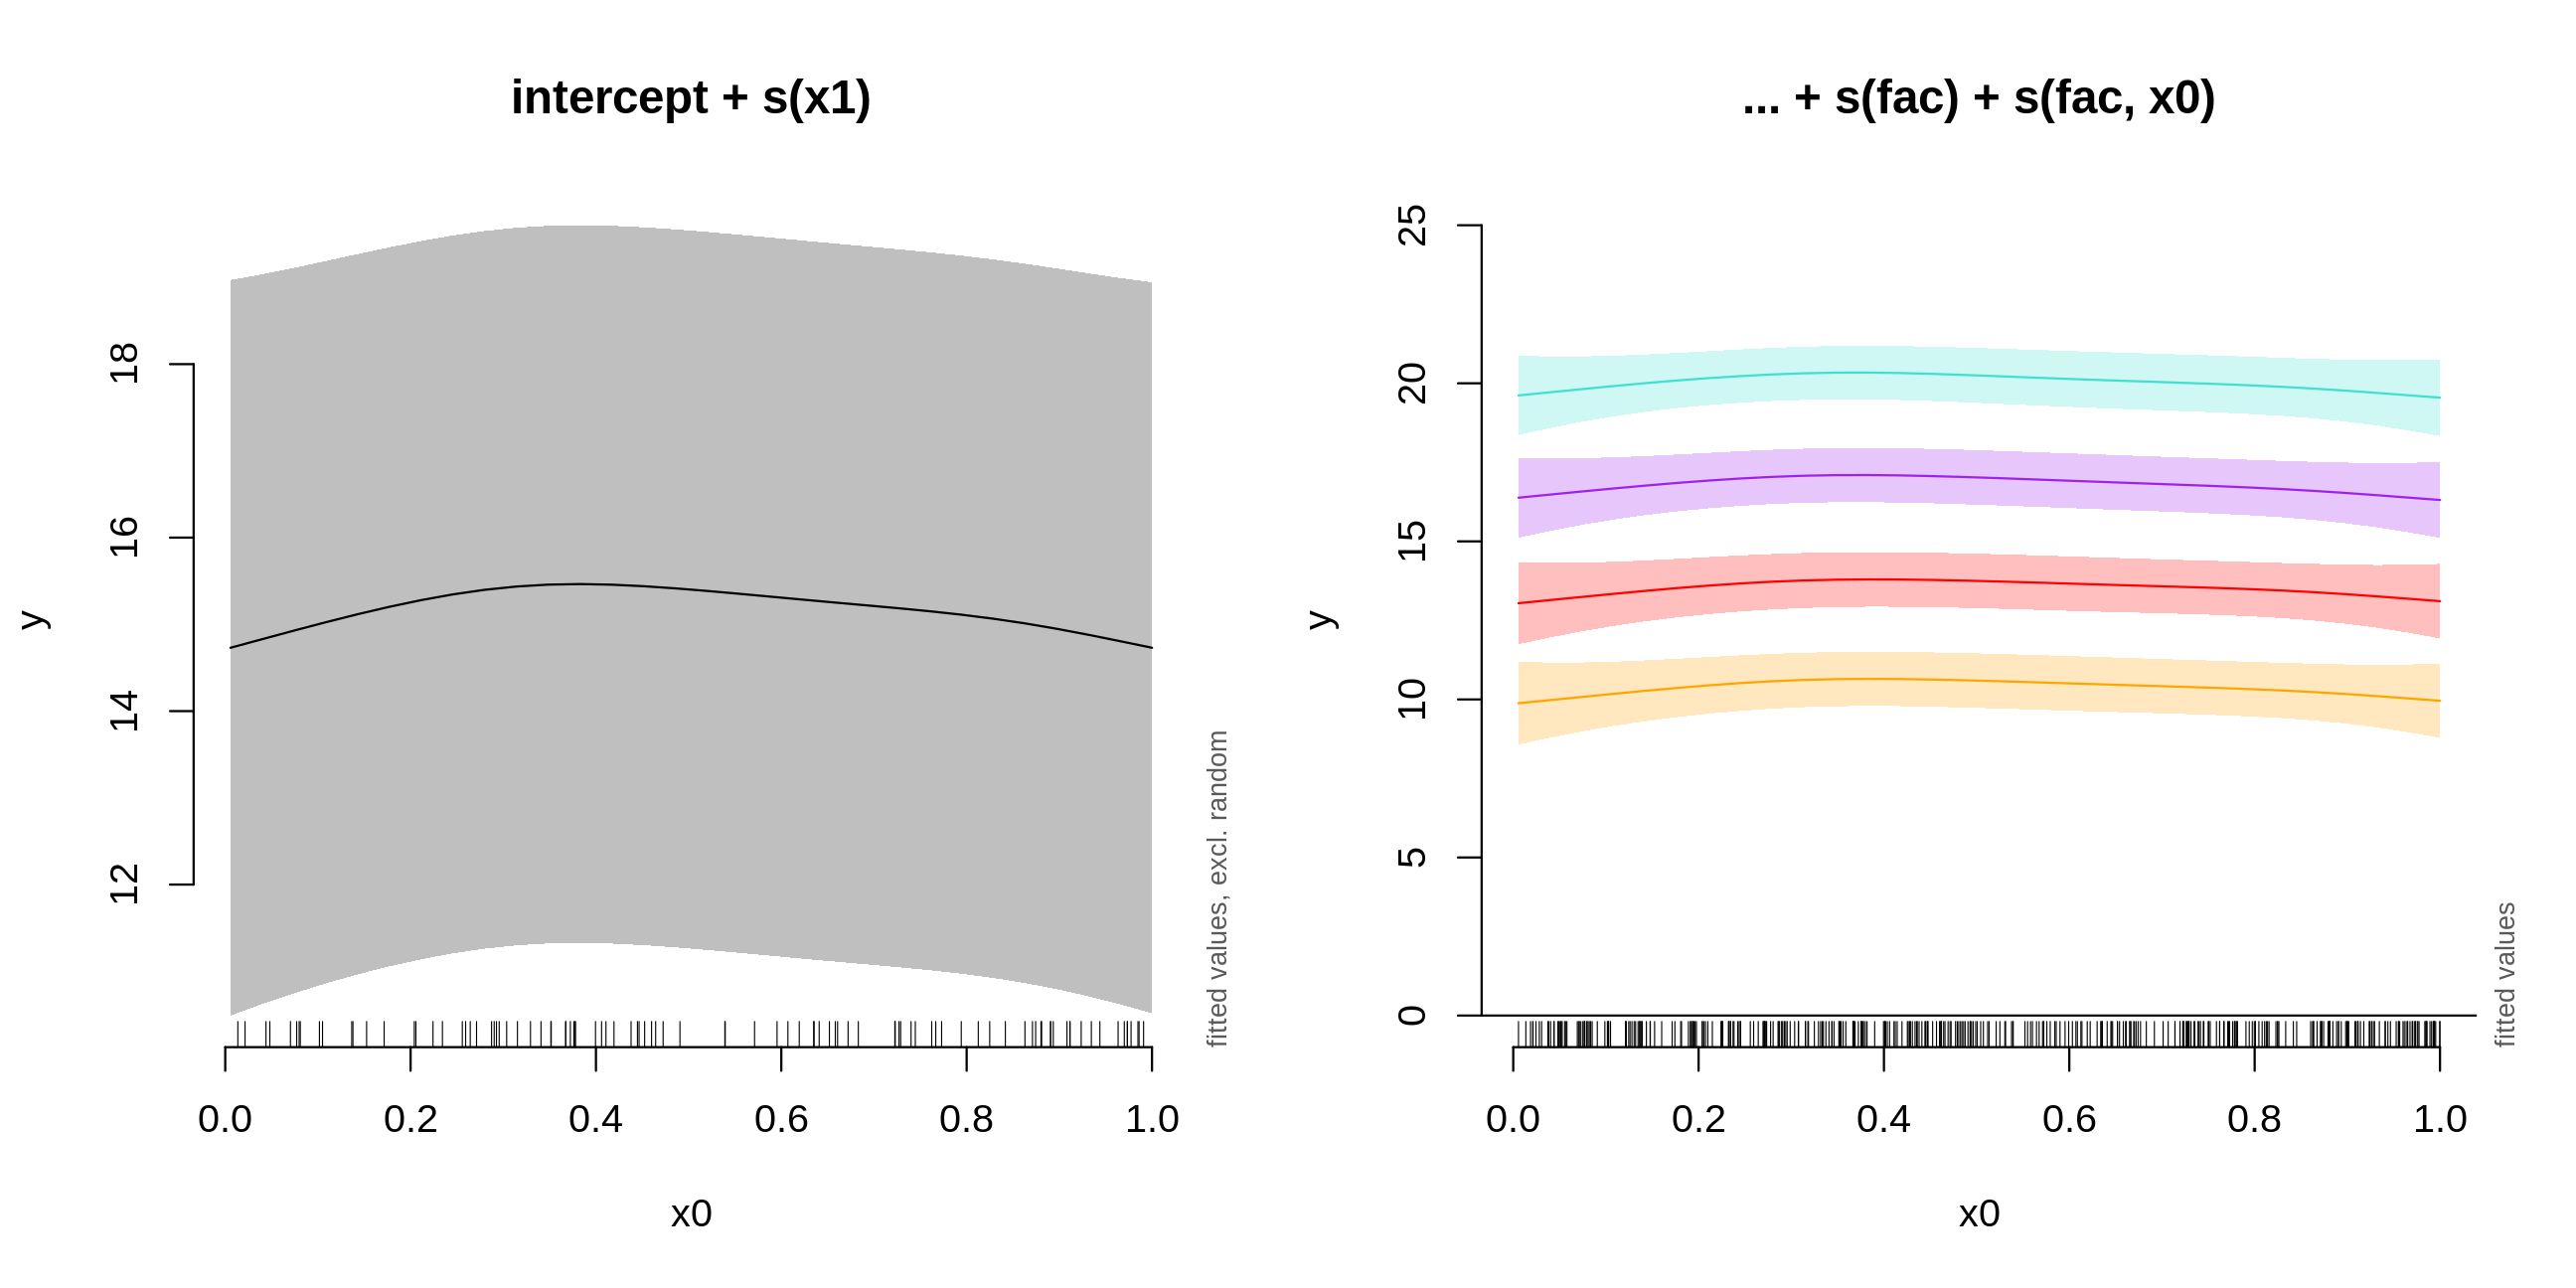 intercept + s(x1)
y
18
16
14
12
0.0 0.2 0.4 0.6 0.8 1.0
x0
fitted values, excl. random
... + s(fac) + s(fac, x0)
y
25
20
15
10
5
0
0.0 0.2 0.4 0.6 0.8 1.0
x0
fitted values